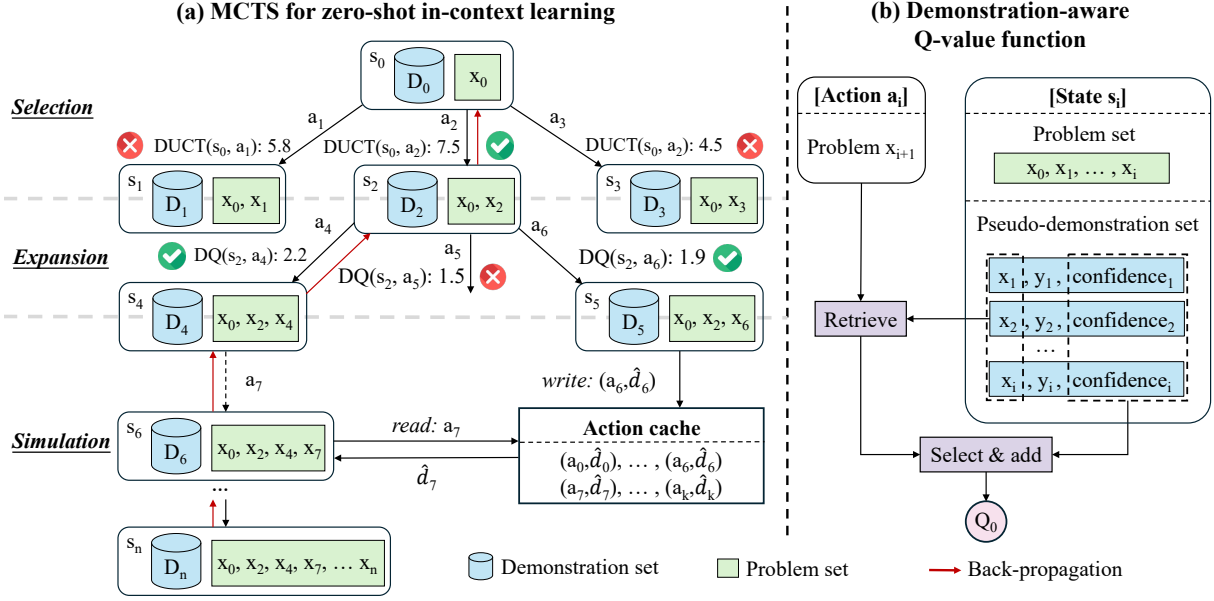 (a) MCTS for zero-shot in-context learning
s₀
D₀
x₀
Selection
a₁
a₂
a₃
DUCT(s₀, a₁): 5.8
DUCT(s₀, a₂): 7.5
DUCT(s₀, a₂): 4.5
s₁
D₁
x₀, x₁
s₂
D₂
x₀, x₂
s₃
D₃
x₀, x₃
a₄
a₅
a₆
Expansion
DQ(s₂, a₄): 2.2
DQ(s₂, a₅): 1.5
DQ(s₂, a₆): 1.9
s₄
D₄
x₀, x₂, x₄
s₅
D₅
x₀, x₂, x₆
a₇
write: (a₆,d̂₆)
Simulation
s₆
D₆
x₀, x₂, x₄, x₇
read: a₇
d̂₇
Action cache
(a₀,d̂₀), … , (a₆,d̂₆)
(a₇,d̂₇), … , (aₖ,d̂ₖ)
...
sₙ
Dₙ
x₀, x₂, x₄, x₇, … xₙ
Demonstration set
Problem set
Back-propagation
(b) Demonstration-aware
Q-value function
[Action aᵢ]
Problem xᵢ₊₁
[State sᵢ]
Problem set
x₀, x₁, … , xᵢ
Pseudo-demonstration set
x₁ , y₁ , confidence₁
x₂ , y₂ , confidence₂
…
xᵢ , yᵢ , confidenceᵢ
Retrieve
Select & add
Q₀